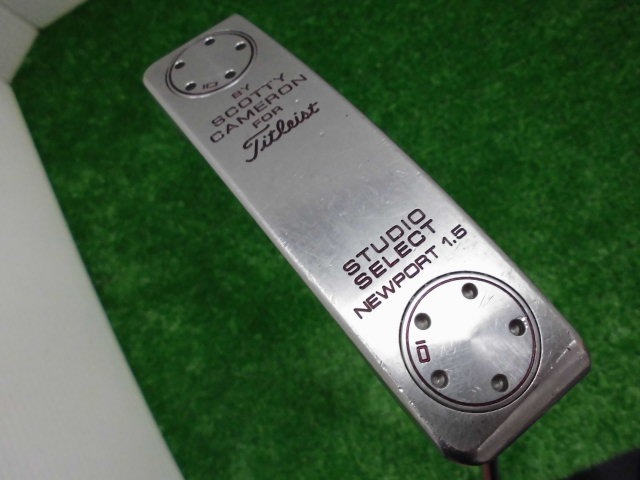 BY
SCOTTY
CAMERON
FOR
Titleist
STUDIO
SELECT
NEWPORT 1.5